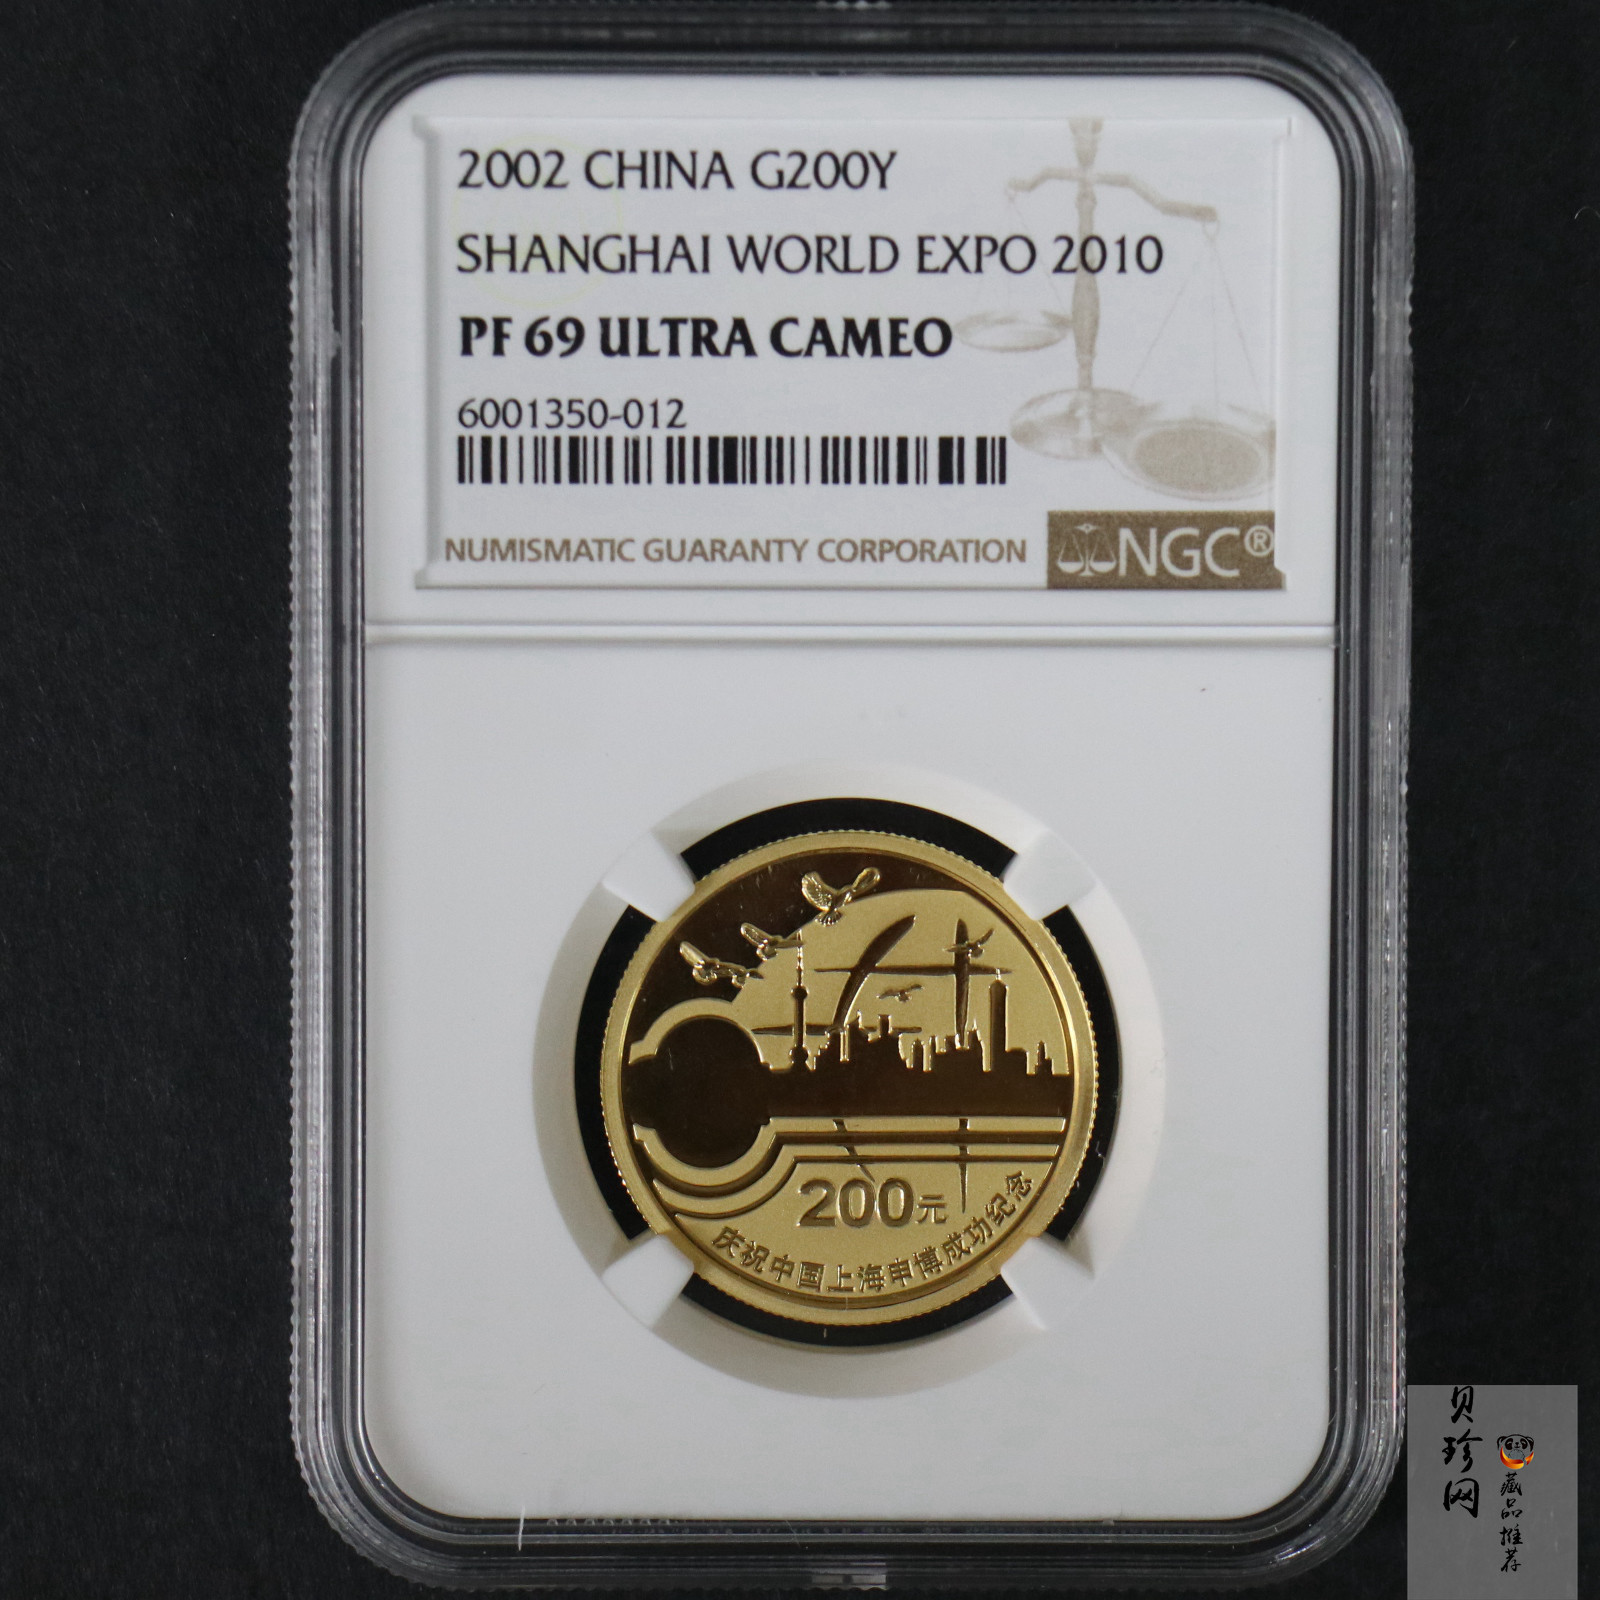 2002 CHINA G200Y
SHANGHAI WORLD EXPO 2010
PF 69 ULTRA CAMEO
6001350-012
NUMISMATIC GUARANTY CORPORATION
NGC®
200元
庆祝中国上海申博成功纪念
贝珍网
藏品推荐